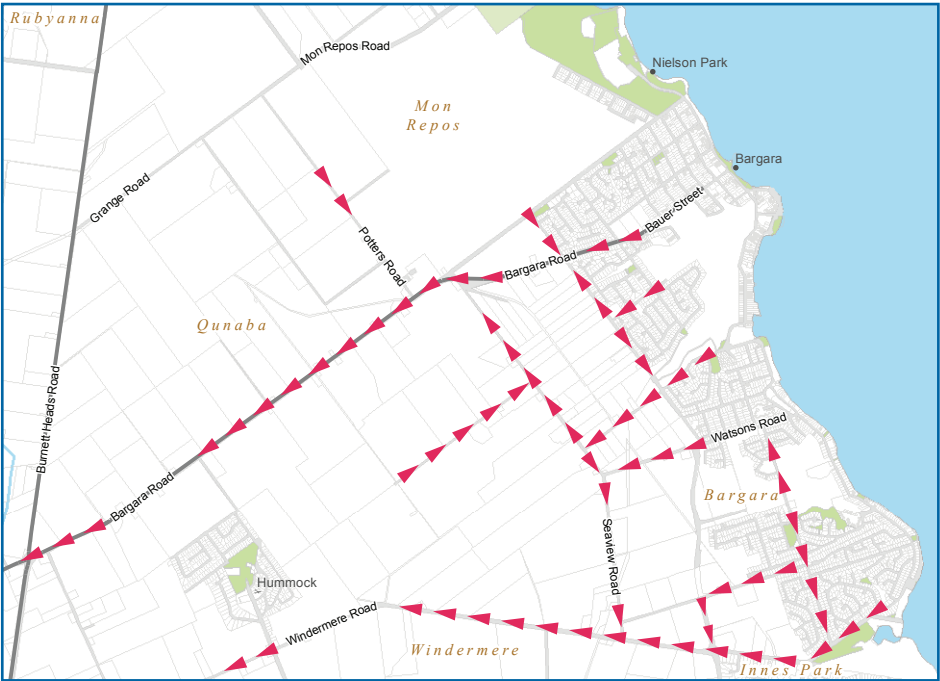 Rubyanna
Mon Repos Road
Nielson Park
Mon
Repos
Bargara
Grange Road
Bauer Street
Potters Road
Bargara Road
Qunaba
Burnett Heads Road
Watsons Road
Bargara Road
Bargara
Seaview Road
Hummock
Windermere Road
Windermere
Innes Park